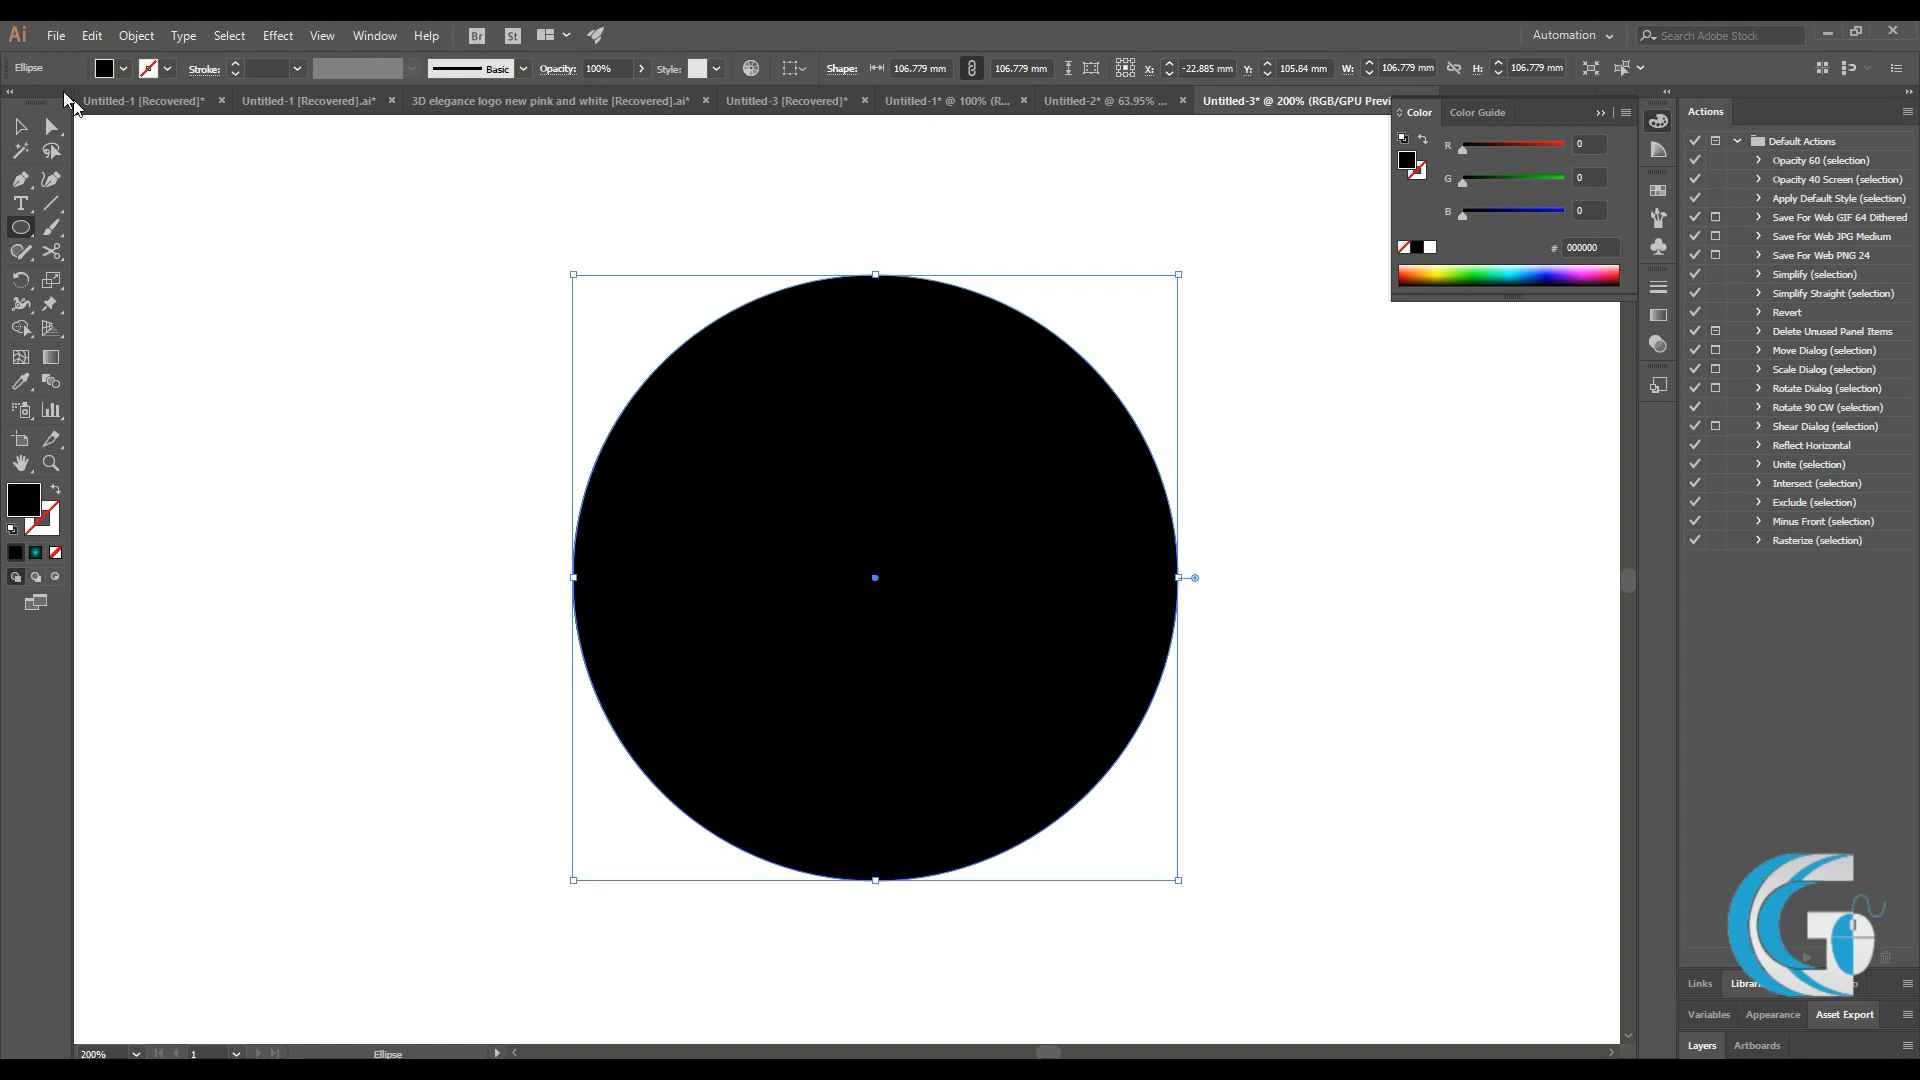 Ai File Edit Object Type Select Effect View Window Help Br St Automation Search Adobe Stock
Ellipse Stroke: Basic Opacity: 100% Style: Shape: 106.779 mm 106.779 mm X: -22.885 mm Y: 105.84 mm W: 106.779 mm H: 106.779 mm
Untitled-1 [Recovered]* × Untitled-1 [Recovered].ai* × 3D elegance logo new pink and white [Recovered].ai* × Untitled-3 [Recovered]* × Untitled-1* @ 100% (R... × Untitled-2* @ 63.95% ... × Untitled-3* @ 200% (RGB/GPU Previ
Color Color Guide
R 0
G 0
B 0
# 000000
Actions
Default Actions
Opacity 60 (selection)
Opacity 40 Screen (selection)
Apply Default Style (selection)
Save For Web GIF 64 Dithered
Save For Web JPG Medium
Save For Web PNG 24
Simplify (selection)
Simplify Straight (selection)
Revert
Delete Unused Panel Items
Move Dialog (selection)
Scale Dialog (selection)
Rotate Dialog (selection)
Rotate 90 CW (selection)
Shear Dialog (selection)
Reflect Horizontal
Unite (selection)
Intersect (selection)
Exclude (selection)
Minus Front (selection)
Rasterize (selection)
Links
Variables Appearance Asset Export
Layers Artboards
200% 1 Ellipse